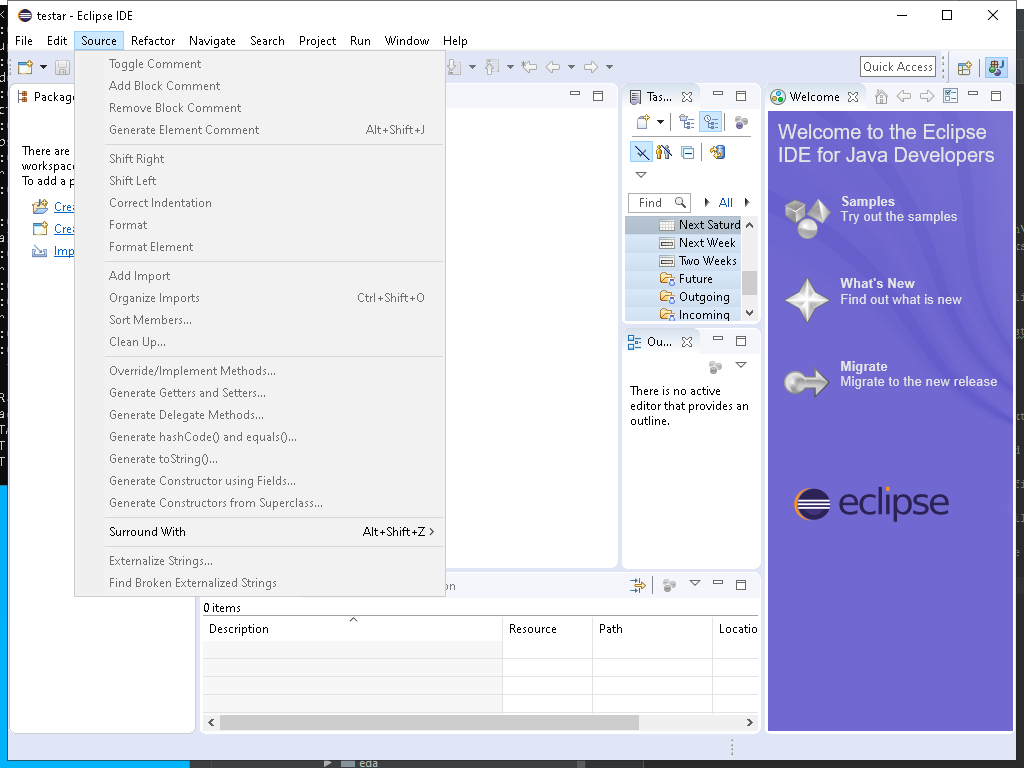 testar - Eclipse IDE
File Edit Source Refactor Navigate Search Project Run Window Help
Quick Access
Toggle Comment
Add Block Comment
Remove Block Comment
Generate Element Comment Alt+Shift+J
Shift Right
Shift Left
Correct Indentation
Format
Format Element
Add Import
Organize Imports Ctrl+Shift+O
Sort Members...
Clean Up...
Override/Implement Methods...
Generate Getters and Setters...
Generate Delegate Methods...
Generate hashCode() and equals()...
Generate toString()...
Generate Constructor using Fields...
Generate Constructors from Superclass...
Surround With Alt+Shift+Z
Externalize Strings...
Find Broken Externalized Strings
Packag
There are
workspac
To add a p
Crea
Crea
Imp
Tas...
Find All
Next Saturd
Next Week
Two Weeks
Future
Outgoing
Incoming
Ou...
There is no active
editor that provides an
outline.
Welcome
Welcome to the Eclipse
IDE for Java Developers
Samples
Try out the samples
What's New
Find out what is new
Migrate
Migrate to the new release
eclipse
on
0 items
Description Resource Path Locatio
eda